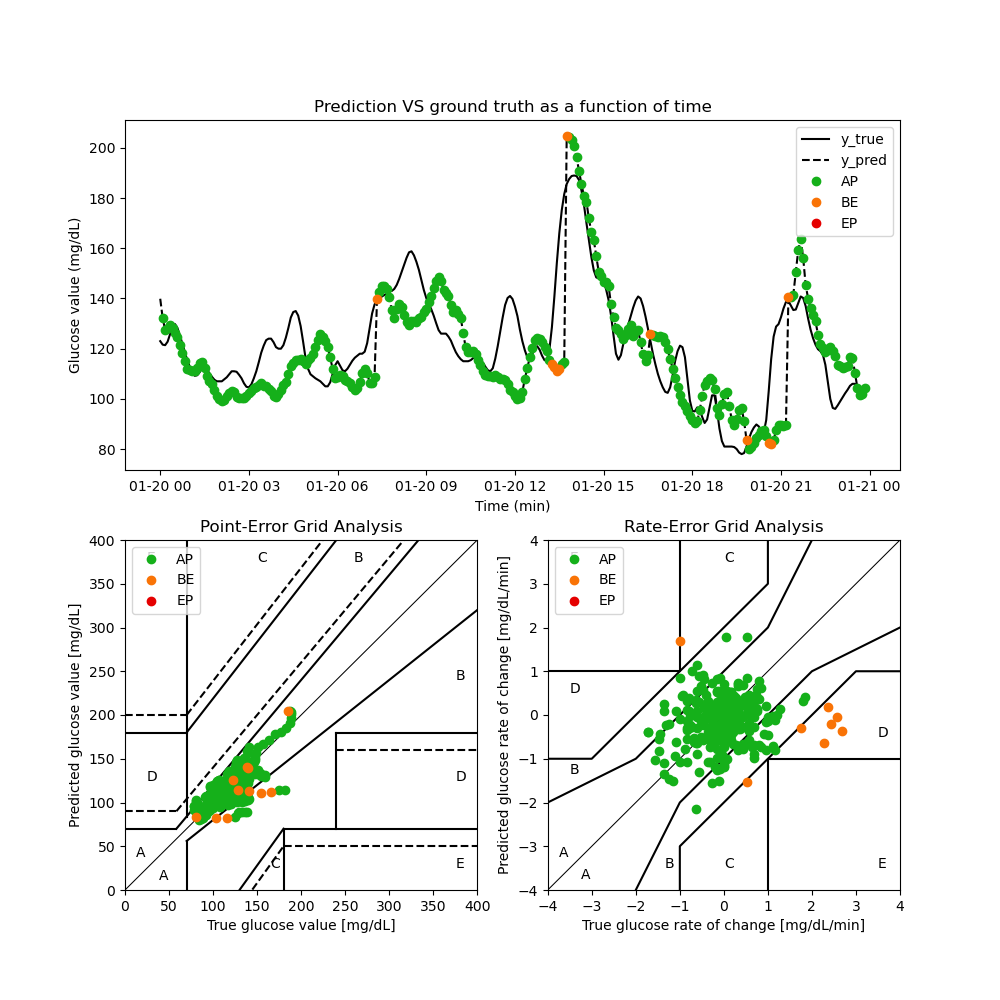 Prediction VS ground truth as a function of time
Glucose value (mg/dL)
200
180
160
140
120
100
80
y_true
y_pred
AP
BE
EP
01-20 00 01-20 03 01-20 06 01-20 09 01-20 12 01-20 15 01-20 18 01-20 21 01-21 00
Time (min)
Point-Error Grid Analysis
Predicted glucose value [mg/dL]
400
350
300
250
200
150
100
50
0
AP
BE
EP
C
B
B
D
D
A
A
C
E
0 50 100 150 200 250 300 350 400
True glucose value [mg/dL]
Rate-Error Grid Analysis
Predicted glucose rate of change [mg/dL/min]
4
3
2
1
0
−1
−2
−3
−4
AP
BE
EP
C
D
D
B
A
A
B
C
E
−4 −3 −2 −1 0 1 2 3 4
True glucose rate of change [mg/dL/min]